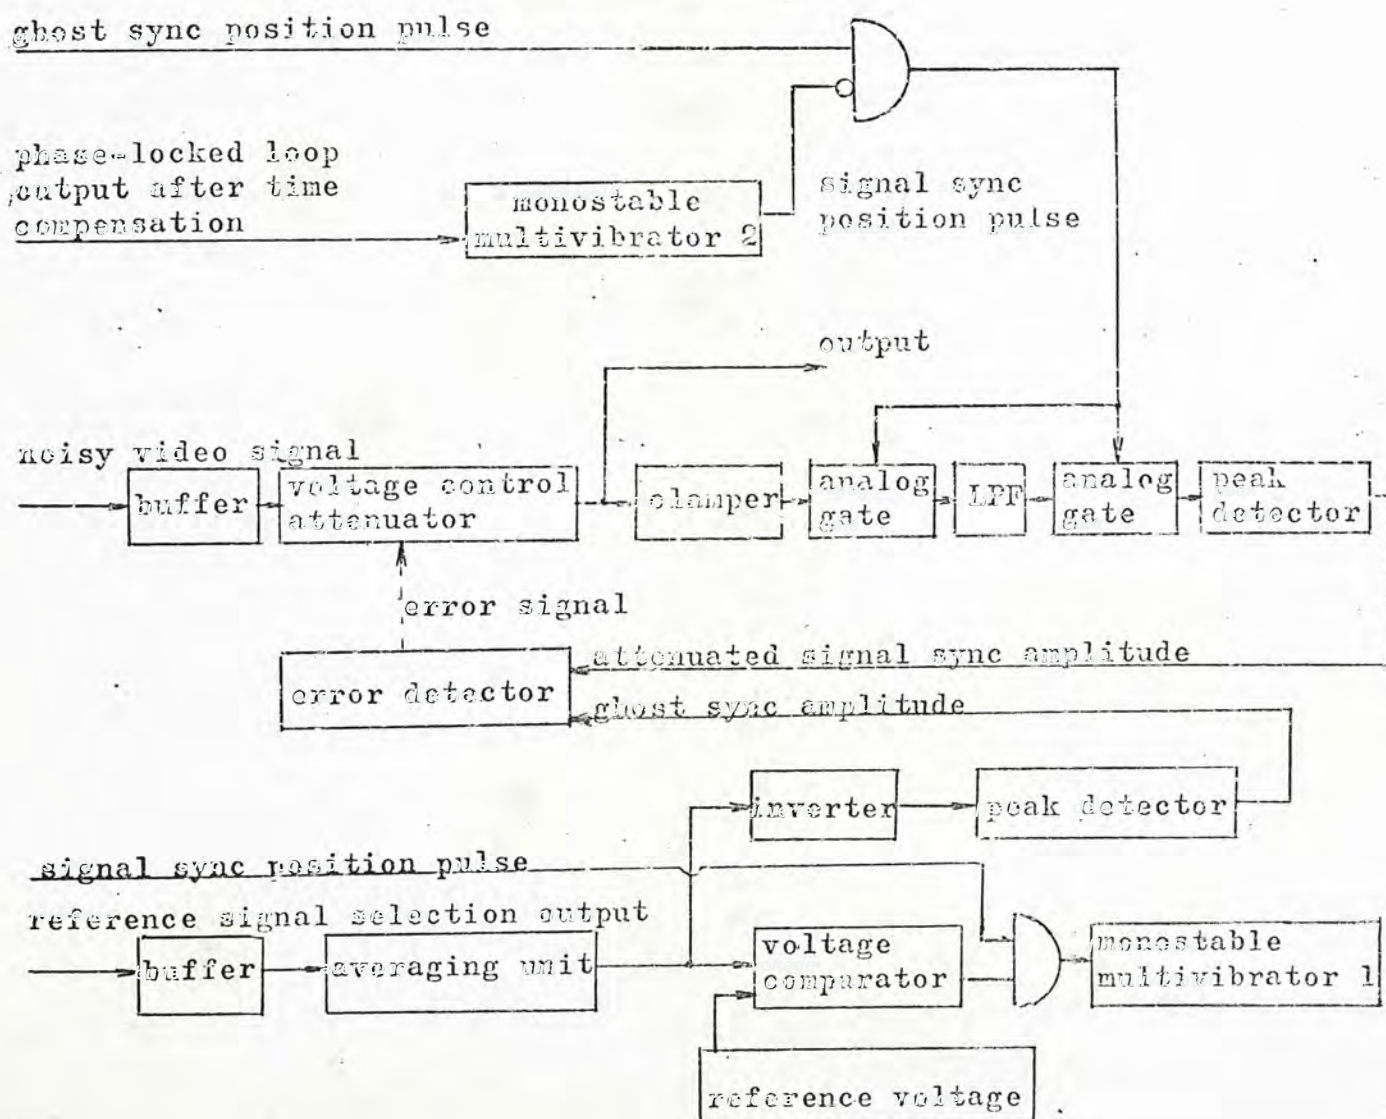 ghost sync position pulse
phase-locked loop
output after time
compensation
monostable
multivibrator 2
signal sync
position pulse
output
noisy video signal
buffer
voltage control
attenuator
clamper
analog
gate
LPF
analog
gate
peak
detector
error signal
error detector
attenuated signal sync amplitude
ghost sync amplitude
inverter
peak detector
signal sync position pulse
reference signal selection output
buffer
averaging unit
voltage
comparator
monostable
multivibrator 1
reference voltage